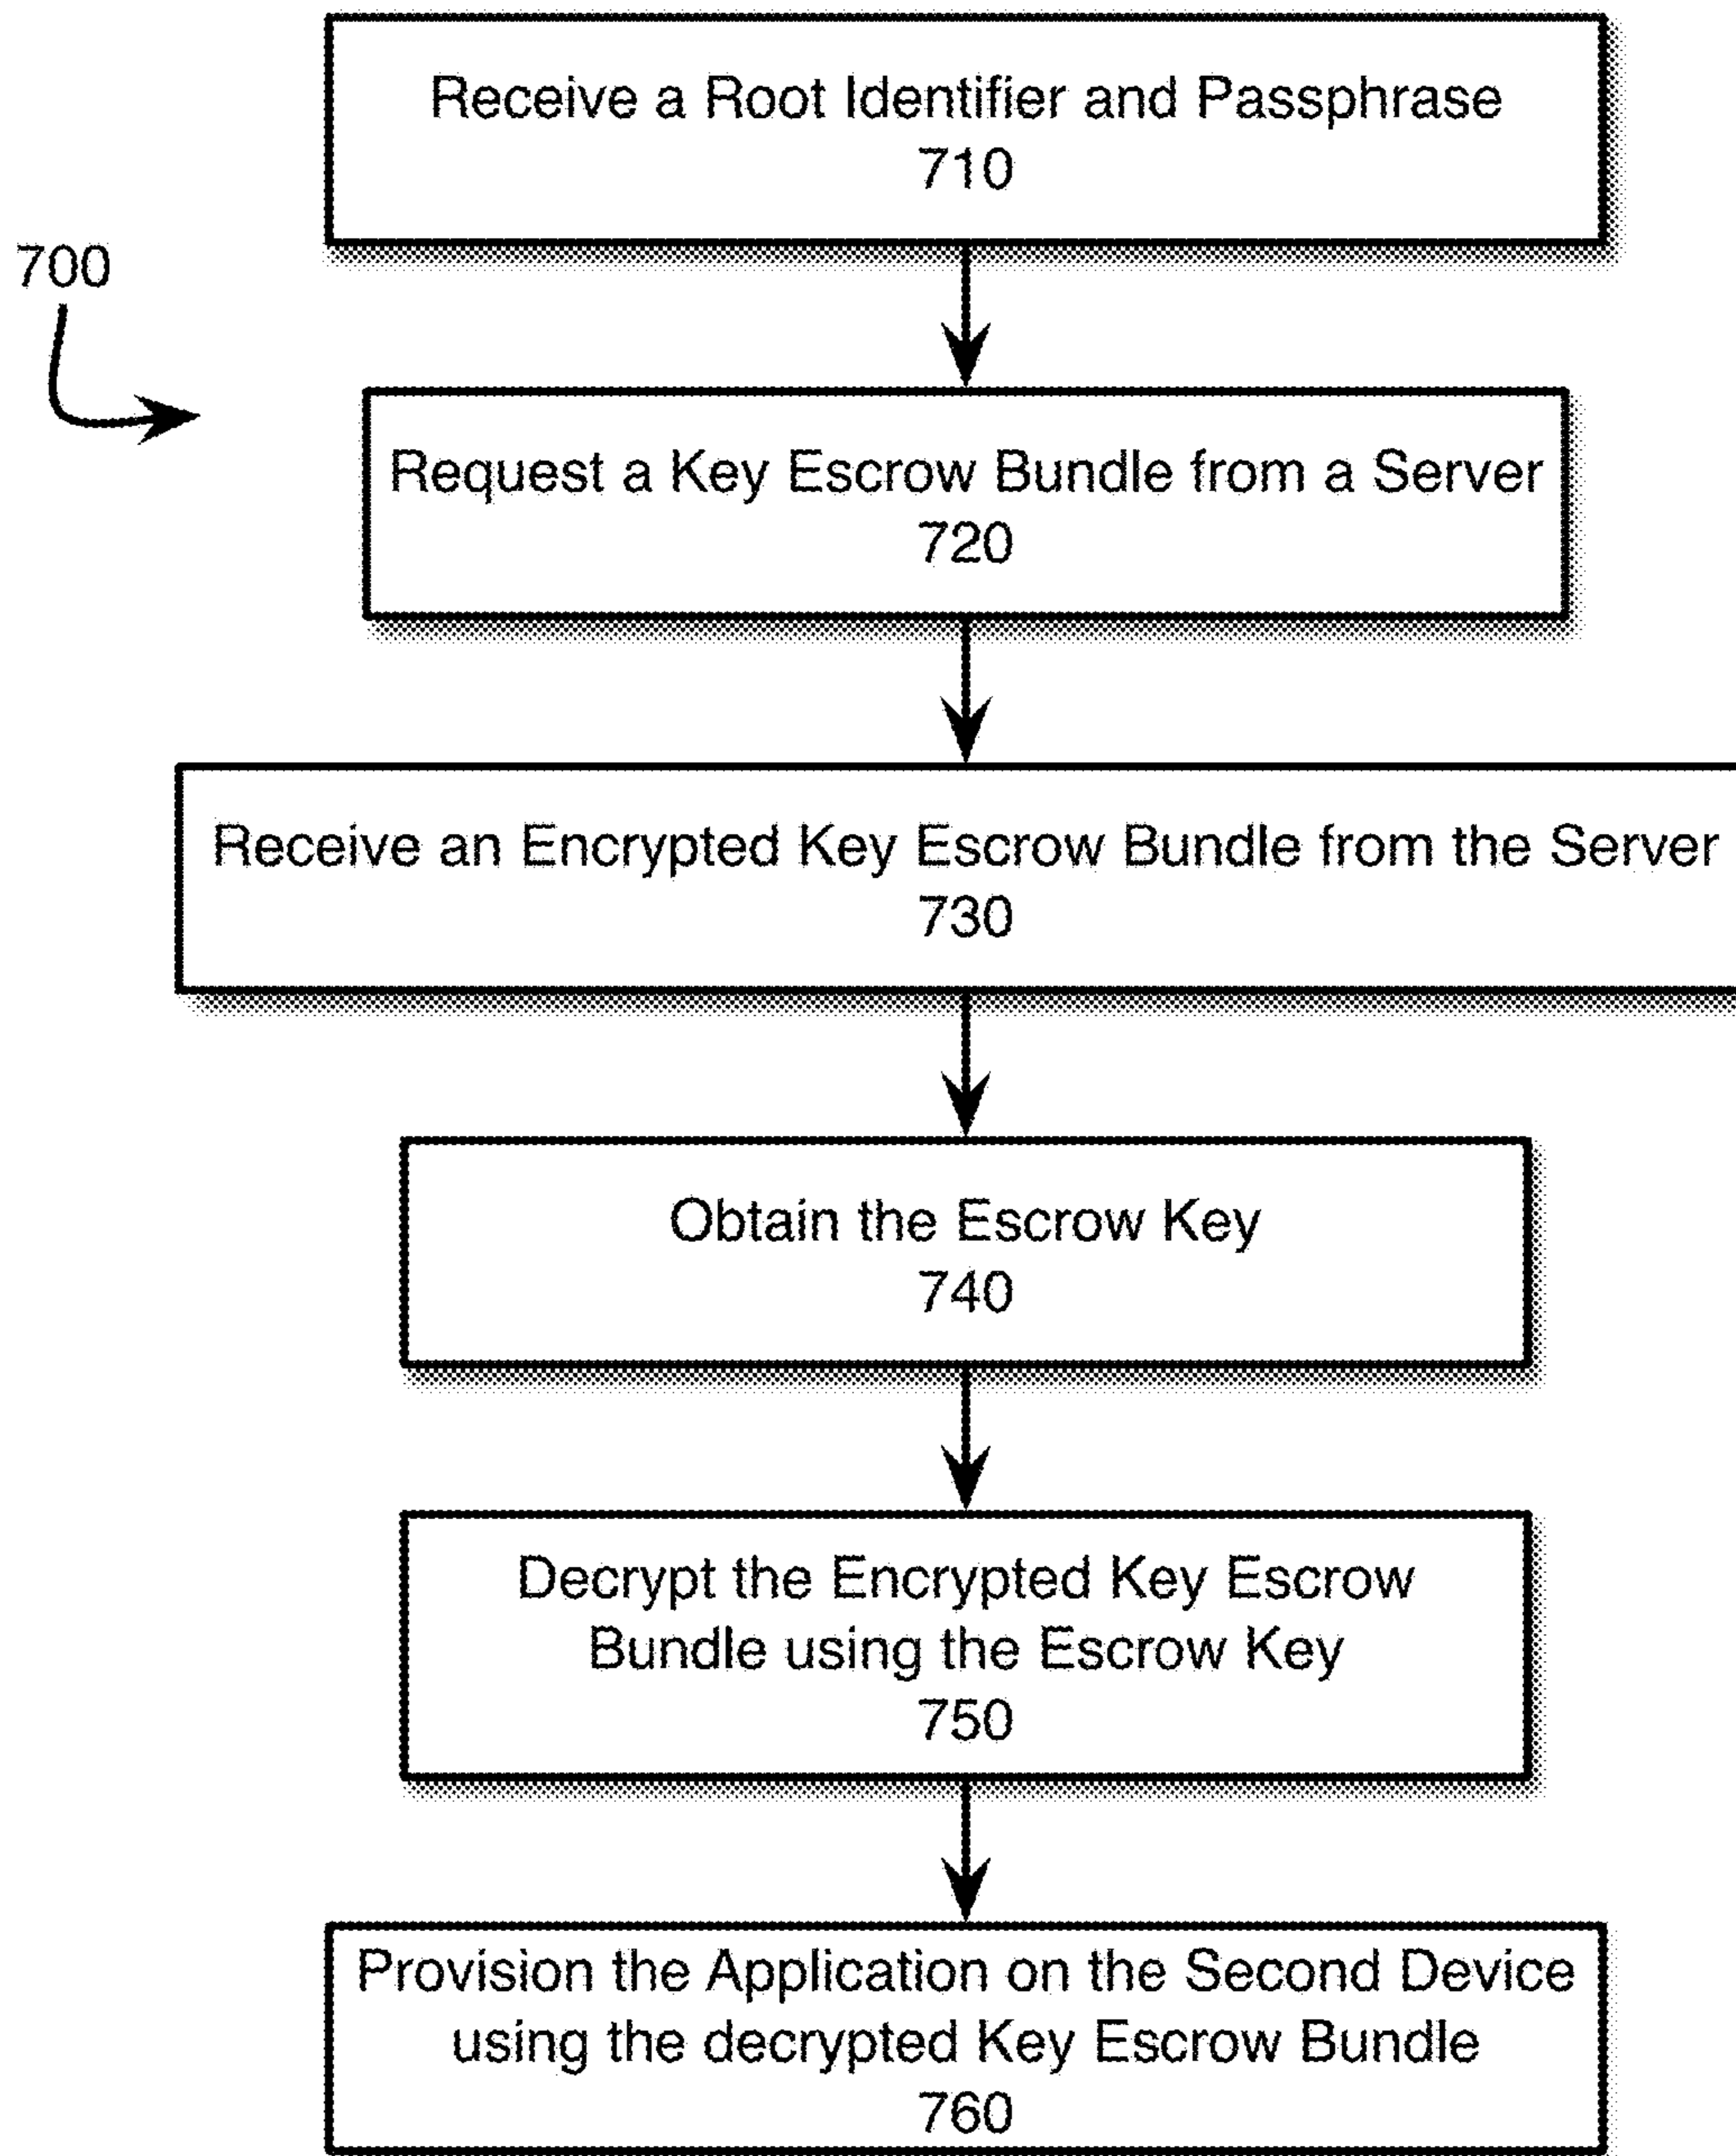 Receive a Root Identifier and Passphrase
710
700
Request a Key Escrow Bundle from a Server
720
Receive an Encrypted Key Escrow Bundle from the Server
730
Obtain the Escrow Key
740
Decrypt the Encrypted Key Escrow
Bundle using the Escrow Key
750
Provision the Application on the Second Device
using the decrypted Key Escrow Bundle
760